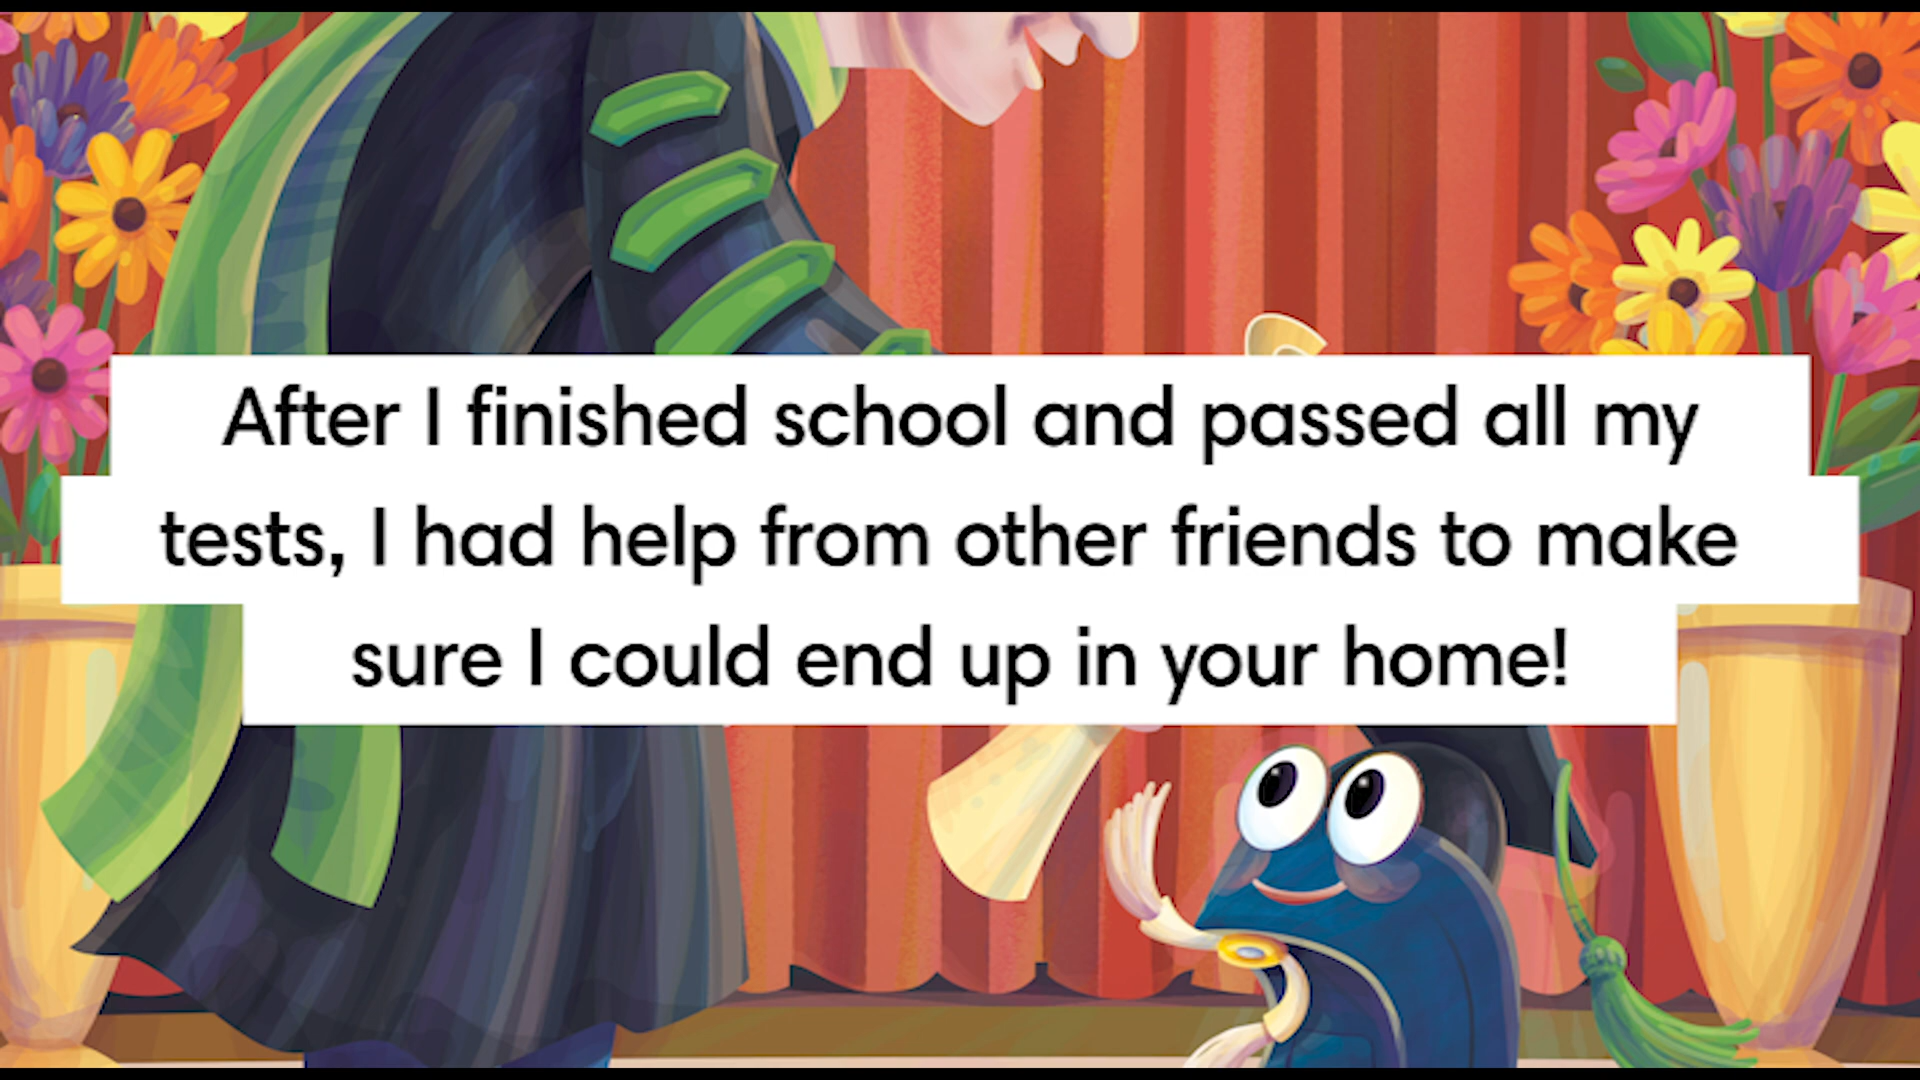 After I finished school and passed all my
tests, I had help from other friends to make
sure I could end up in your home!